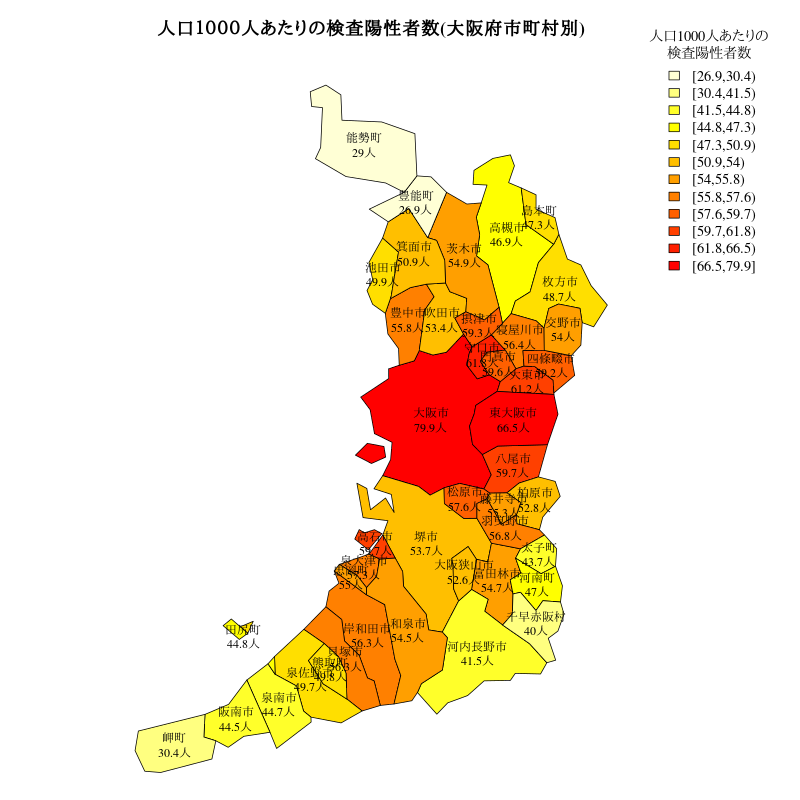 人口1000人あたりの検査陽性者数(大阪府市町村別)
人口1000人あたりの
検査陽性者数
[26.9,30.4)
[30.4,41.5)
[41.5,44.8)
[44.8,47.3)
[47.3,50.9)
[50.9,54)
[54,55.8)
[55.8,57.6)
[57.6,59.7)
[59.7,61.8)
[61.8,66.5)
[66.5,79.9]
能勢町
29人
豊能町
26.9人
島本町
47.3人
高槻市
46.9人
箕面市
50.9人
茨木市
54.9人
池田市
49.9人
枚方市
48.7人
豊中市
55.8人
吹田市
53.4人
摂津市
59.3人
寝屋川市
56.4人
交野市
54人
守口市
61.8人
門真市
59.6人
四條畷市
59.2人
大東市
61.2人
大阪市
79.9人
東大阪市
66.5人
八尾市
59.7人
松原市
57.6人
藤井寺市
55.3人
柏原市
52.8人
羽曳野市
56.8人
高石市
59.7人
堺市
53.7人
太子町
43.7人
泉大津市
57.3人
忠岡町
55人
大阪狭山市
52.6人
富田林市
54.7人
河南町
47人
千早赤阪村
40人
田尻町
44.8人
岸和田市
56.3人
和泉市
54.5人
河内長野市
41.5人
貝塚市
56.3人
熊取町
49.8人
泉佐野市
49.7人
泉南市
44.7人
阪南市
44.5人
岬町
30.4人